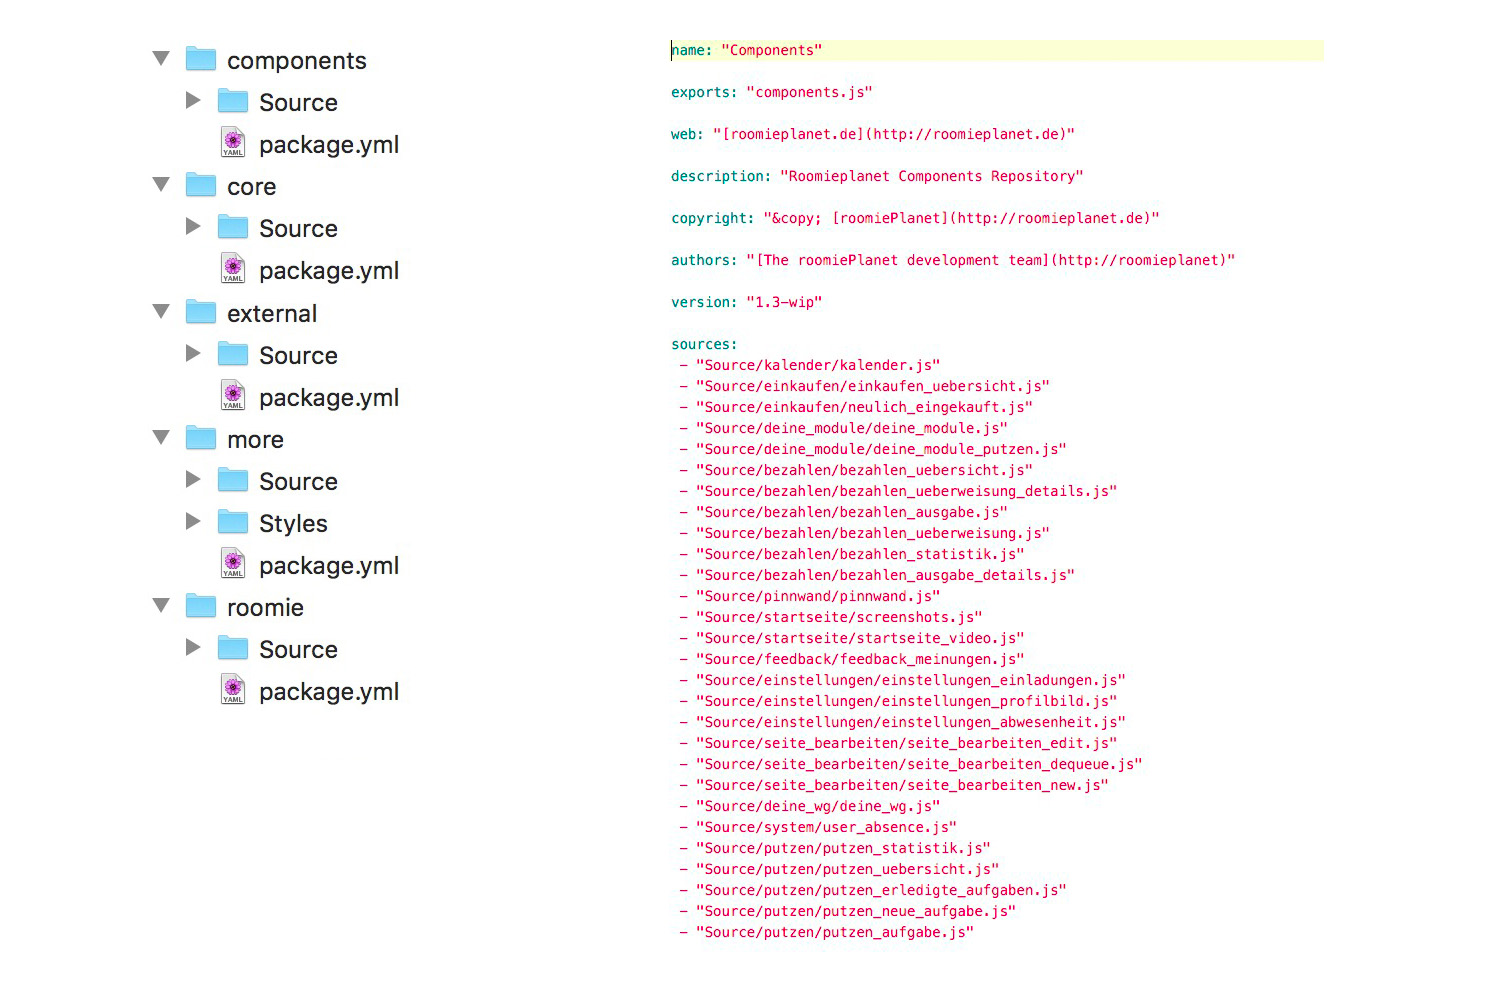 components
Source
package.yml
core
Source
package.yml
external
Source
package.yml
more
Source
Styles
package.yml
roomie
Source
package.yml
YAML
YAML
YAML
YAML
YAML
name: "Components"
exports: "components.js"
web: "[roomieplanet.de](http://roomieplanet.de)"
description: "Roomieplanet Components Repository"
copyright: "&copy; [roomiePlanet](http://roomieplanet.de)"
authors: "[The roomiePlanet development team](http://roomieplanet)"
version: "1.3-wip"
sources:
- "Source/kalender/kalender.js"
- "Source/einkaufen/einkaufen_uebersicht.js"
- "Source/einkaufen/neulich_eingekauft.js"
- "Source/deine_module/deine_module.js"
- "Source/deine_module/deine_module_putzen.js"
- "Source/bezahlen/bezahlen_uebersicht.js"
- "Source/bezahlen/bezahlen_ueberweisung_details.js"
- "Source/bezahlen/bezahlen_ausgabe.js"
- "Source/bezahlen/bezahlen_ueberweisung.js"
- "Source/bezahlen/bezahlen_statistik.js"
- "Source/bezahlen/bezahlen_ausgabe_details.js"
- "Source/pinnwand/pinnwand.js"
- "Source/startseite/screenshots.js"
- "Source/startseite/startseite_video.js"
- "Source/feedback/feedback_meinungen.js"
- "Source/einstellungen/einstellungen_einladungen.js"
- "Source/einstellungen/einstellungen_profilbild.js"
- "Source/einstellungen/einstellungen_abwesenheit.js"
- "Source/seite_bearbeiten/seite_bearbeiten_edit.js"
- "Source/seite_bearbeiten/seite_bearbeiten_dequeue.js"
- "Source/seite_bearbeiten/seite_bearbeiten_new.js"
- "Source/deine_wg/deine_wg.js"
- "Source/system/user_absence.js"
- "Source/putzen/putzen_statistik.js"
- "Source/putzen/putzen_uebersicht.js"
- "Source/putzen/putzen_erledigte_aufgaben.js"
- "Source/putzen/putzen_neue_aufgabe.js"
- "Source/putzen/putzen_aufgabe.js"